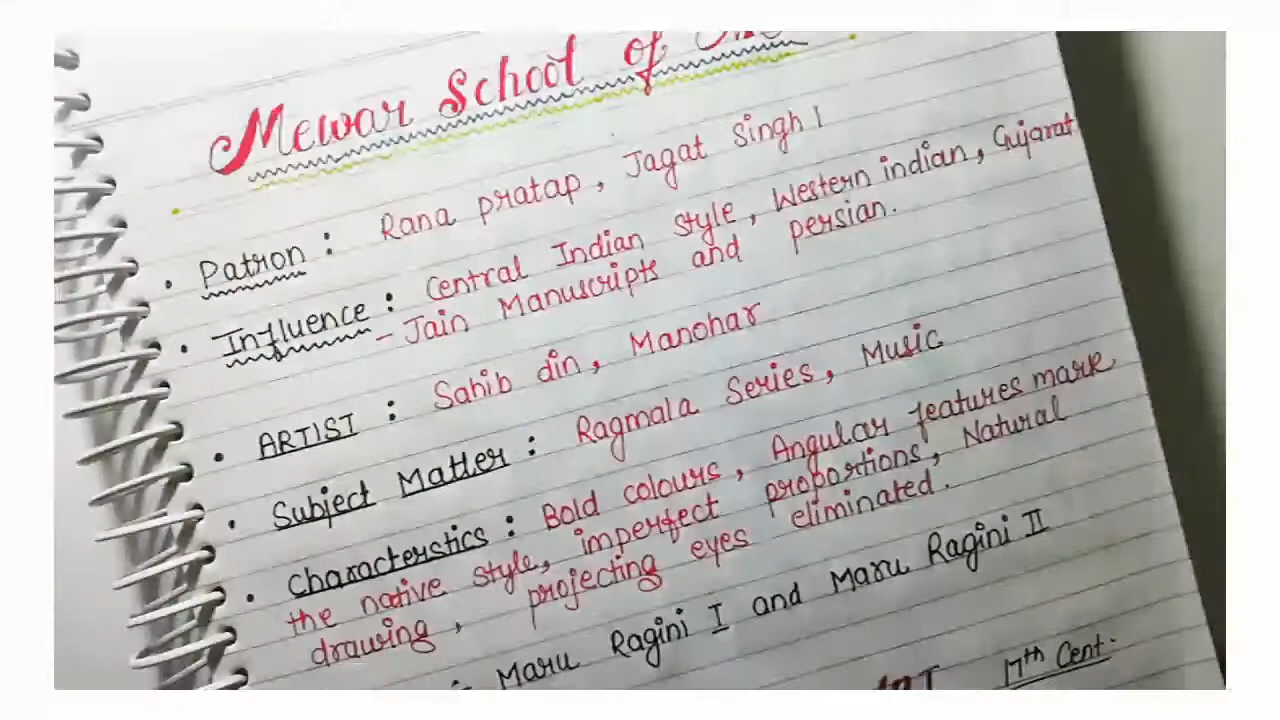 Mewar School of
• Patron : Rana pratap, Jagat Singh I
• Influence : Central Indian style, Western indian, Gujarat
- Jain Manuscripts and persian.
• ARTIST : Sahib din, Manohar
• Subject Matter : Ragmala Series, Music
• Characterstics : Bold colours, Angular features mark
the native style, imperfect proportions, Natural
drawing, projecting eyes eliminated.
Maru Ragini I and Maru Ragini II
17th Cent.